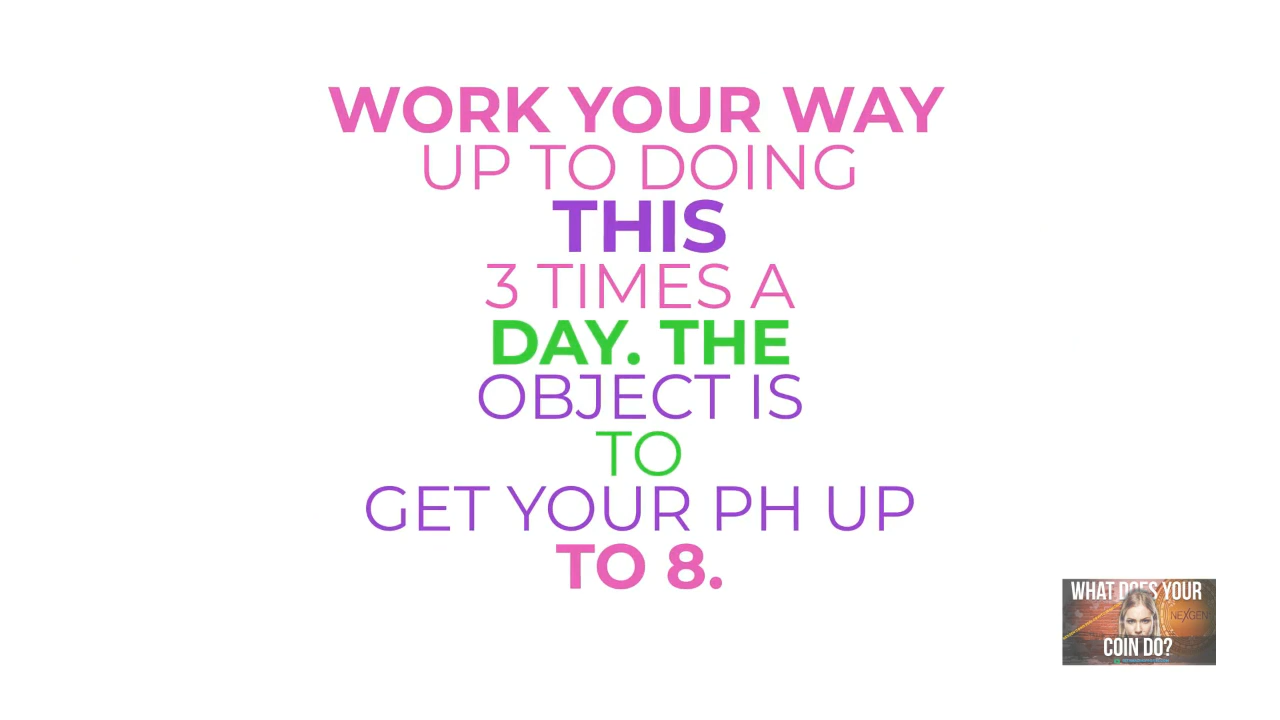 WORK YOUR WAY
UP TO DOING
THIS
3 TIMES A
DAY. THE
OBJECT IS
TO
GET YOUR PH UP
TO 8.
WHAT DOES YOUR
NEXGEN
COIN DO?